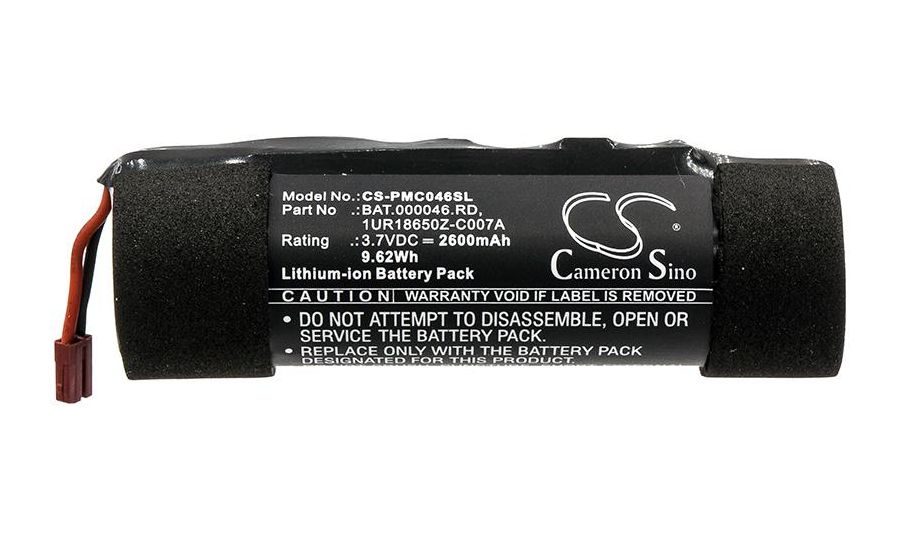 Model No.:CS-PMC046SL
Part No .:BAT.000046.RD,
1UR18650Z-C007A
Rating .:3.7VDC = 2600mAh
9.62Wh
Lithium-ion Battery Pack
CS
®
Cameron Sino
CAUTION WARRANTY VOID IF LABEL IS REMOVED
• DO NOT ATTEMPT TO DISASSEMBLE, OPEN OR
SERVICE THE BATTERY PACK.
• REPLACE ONLY WITH THE BATTERY PACK
DESIGNATED FOR THIS PRODUCT.